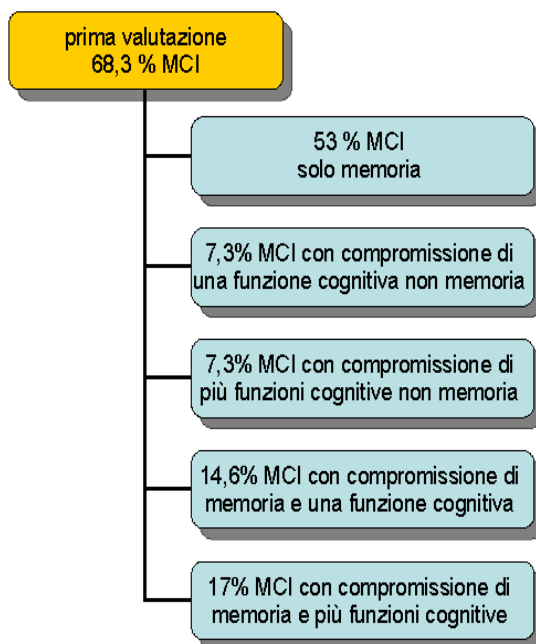 prima valutazione
68,3 % MCI
53 % MCI
solo memoria
7,3% MCI con compromissione di
una funzione cognitiva non memoria
7,3% MCI con compromissione di
più funzioni cognitive non memoria
14,6% MCI con compromissione di
memoria e una funzione cognitiva
17% MCI con compromissione di
memoria e più funzioni cognitive